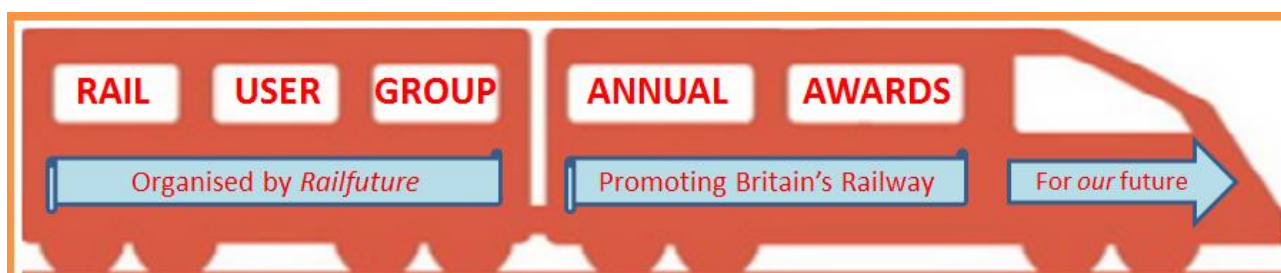 RAIL USER GROUP ANNUAL AWARDS
Organised by Railfuture Promoting Britain's Railway For our future